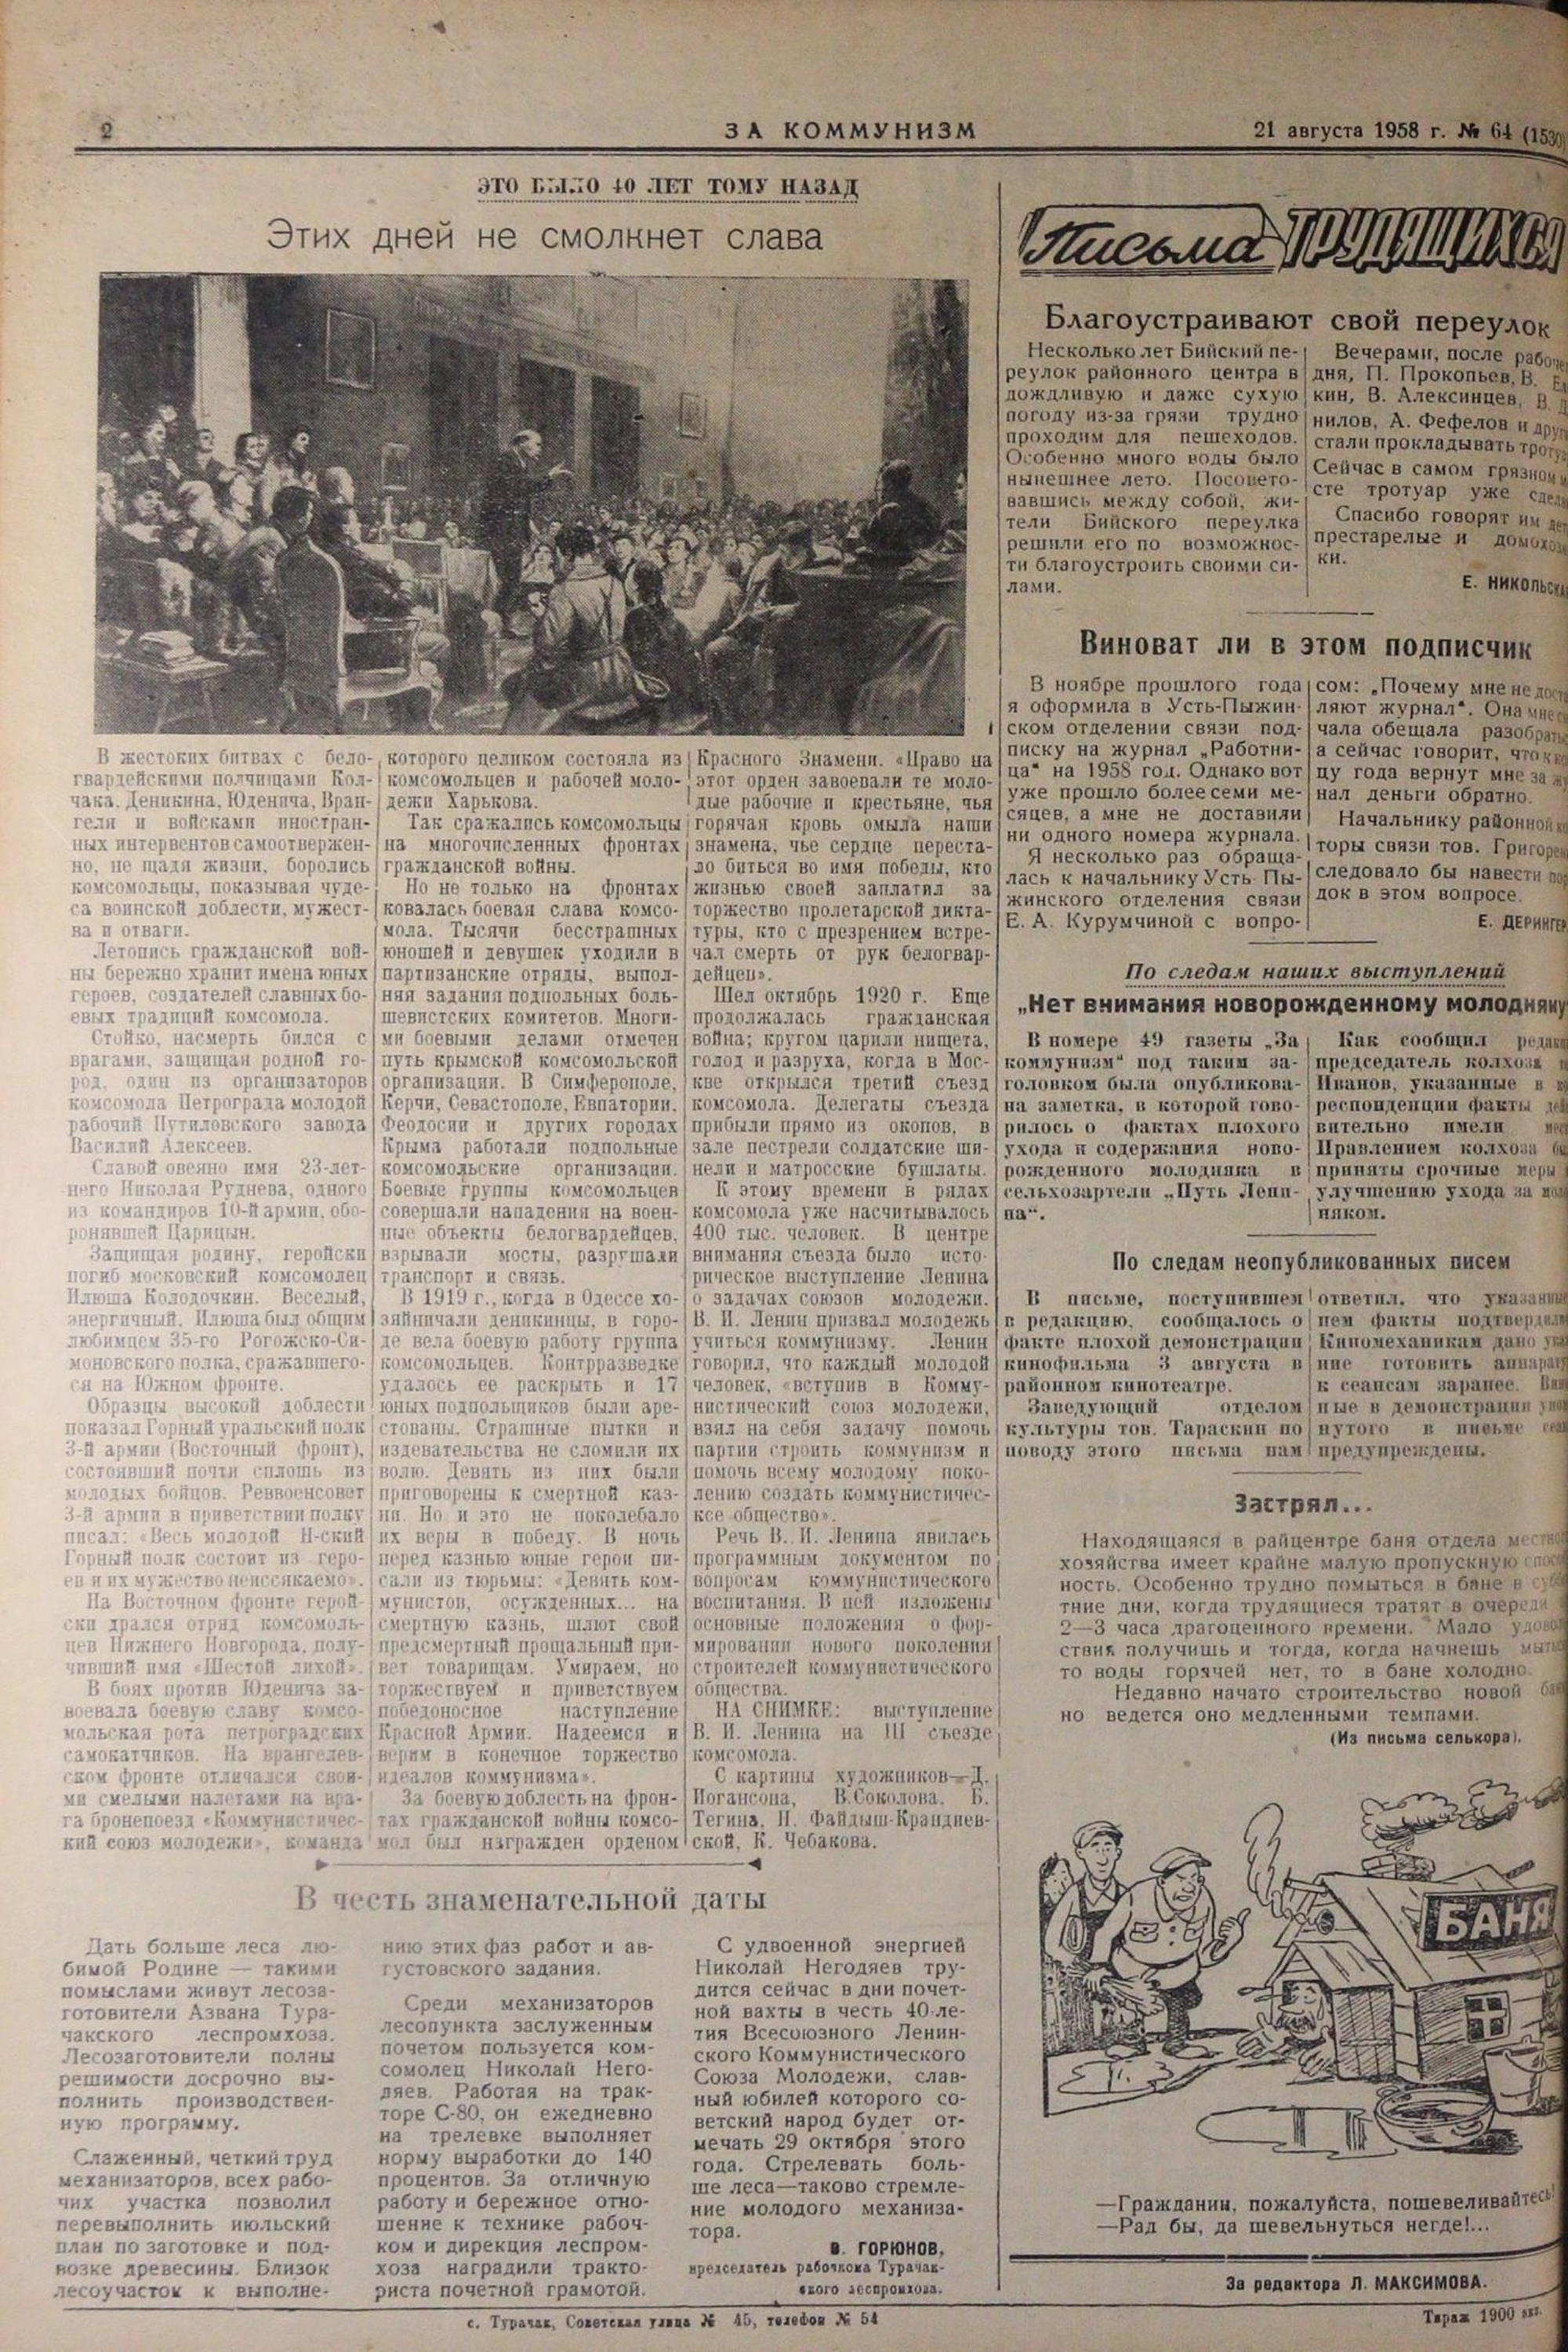 2
ЗА КОММУНИЗМ
21 августа 1958 г. № 64 (1530)
ЭТО БЫЛО 40 ЛЕТ ТОМУ НАЗАД
Этих дней не смолкнет слава
В жестоких битвах с бело-
гвардейскими полчищами Кол-
чака, Деникина, Юденича, Вран-
геля и войсками иностран-
ных интервентов самоотвержен-
но, не щадя жизни, боролись
комсомольцы, показывая чуде-
са воинской доблести, мужест-
ва и отваги.
Летопись гражданской вой-
ны бережно хранит имена юных
героев, создателей славных бо-
евых традиций комсомола.
Стойко, насмерть бился с
врагами, защищая родной го-
род, один из организаторов
комсомола Петрограда молодой
рабочий Путиловского завода
Василий Алексеев.
Славой овеяно имя 23-лет-
него Николая Руднева, одного
из командиров 10-й армии, обо-
ронявшей Царицын.
Защищая родину, геройски
погиб московский комсомолец
Илюша Колодочкин. Веселый,
энергичный, Илюша был общим
любимцем 35-го Рогожско-Си-
моновского полка, сражавшего-
ся на Южном фронте.
Образцы высокой доблести
показал Горный уральский полк
3-й армии (Восточный фронт),
состоявший почти сплошь из
молодых бойцов. Реввоенсовет
3-й армии в приветствии полку
писал: «Весь молодой Н-ский
Горный полк состоит из геро-
ев и их мужество неиссякаемо».
На Восточном фронте герой-
ски дрался отряд комсомоль-
цев Нижнего Новгорода, полу-
чивший имя «Шестой лихой».
В боях против Юденича за-
воевала боевую славу комсо-
мольская рота петроградских
самокатчиков. На врангелев-
ском фронте отличался свои-
ми смелыми налетами на вра-
га бронепоезд «Коммунистичес-
кий союз молодежи», команда
которого целиком состояла из
комсомольцев и рабочей моло-
дежи Харькова.
Так сражались комсомольцы
на многочисленных фронтах
гражданской войны.
Но не только на фронтах
ковалась боевая слава комсо-
мола. Тысячи бесстрашных
юношей и девушек уходили в
партизанские отряды, выпол-
няя задания подпольных боль-
шевистских комитетов. Многи-
ми боевыми делами отмечен
путь крымской комсомольской
организации. В Симферополе,
Керчи, Севастополе, Евпатории,
Феодосии и других городах
Крыма работали подпольные
комсомольские организации.
Боевые группы комсомольцев
совершали нападения на воен-
ные объекты белогвардейцев,
взрывали мосты, разрушали
транспорт и связь.
В 1919 г., когда в Одессе хо-
зяйничали деникинцы, в горо-
де вела боевую работу группа
комсомольцев. Контрразведке
удалось ее раскрыть и 17
юных подпольщиков были аре-
стованы. Страшные пытки и
издевательства не сломили их
волю. Девять из них были
приговорены к смертной каз-
ни. Но и это не поколебало
их веры в победу. В ночь
перед казнью юные герои пи-
сали из тюрьмы: «Девять ком-
мунистов, осужденных... на
смертную казнь, шлют свой
предсмертный прощальный при-
вет товарищам. Умираем, но
торжествуем и приветствуем
победоносное наступление
Красной Армии. Надеемся и
верим в конечное торжество
идеалов коммунизма».
За боевую доблесть на фрон-
тах гражданской войны комсо-
мол был награжден орденом
Красного Знамени. «Право на
этот орден завоевали те моло-
дые рабочие и крестьяне, чья
горячая кровь омыла наши
знамена, чье сердце переста-
ло биться во имя победы, кто
жизнью своей заплатил за
торжество пролетарской дикта-
туры, кто с презрением встре-
чал смерть от рук белогвар-
дейцев».
Шел октябрь 1920 г. Еще
продолжалась гражданская
война; кругом царили нищета,
голод и разруха, когда в Мос-
кве открылся третий съезд
комсомола. Делегаты съезда
прибыли прямо из окопов, в
зале пестрели солдатские ши-
нели и матросские бушлаты.
К этому времени в рядах
комсомола уже насчитывалось
400 тыс. человек. В центре
внимания съезда было исто-
рическое выступление Ленина
о задачах союзов молодежи.
В. И. Ленин призвал молодежь
учиться коммунизму. Ленин
говорил, что каждый молодой
человек, «вступив в Комму-
нистический союз молодежи,
взял на себя задачу помочь
партии строить коммунизм и
помочь всему молодому поко-
лению создать коммунистичес-
ксе общество».
Речь В. И. Ленина явилась
программным документом по
вопросам коммунистического
воспитания. В ней изложены
основные положения о фор-
мировании нового поколения
строителей коммунистического
общества.
НА СНИМКЕ: выступление
В. И. Ленина на III съезде
комсомола.
С картины художников—Д.
Иогансона, В.Соколова, Б.
Тегина, Н. Файдыш-Крандиев-
ской, К. Чебакова.
В честь знаменательной даты
Дать больше леса лю-
бимой Родине — такими
помыслами живут лесоза-
готовители Азвана Тура-
чакского леспромхоза.
Лесозаготовители полны
решимости досрочно вы-
полнить производствен-
ную программу.
Слаженный, четкий труд
механизаторов, всех рабо-
чих участка позволил
перевыполнить июльский
план по заготовке и под-
возке древесины. Близок
лесоучасток к выполне-
нию этих фаз работ и ав-
густовского задания.
Среди механизаторов
лесопункта заслуженным
почетом пользуется ком-
сомолец Николай Него-
дяев. Работая на трак-
торе С-80, он ежедневно
на трелевке выполняет
норму выработки до 140
процентов. За отличную
работу и бережное отно-
шение к технике рабоч-
ком и дирекция леспром-
хоза наградили тракто-
риста почетной грамотой.
С удвоенной энергией
Николай Негодяев тру-
дится сейчас в дни почет-
ной вахты в честь 40-ле-
тия Всесоюзного Ленин-
ского Коммунистического
Союза Молодежи, слав-
ный юбилей которого со-
ветский народ будет от-
мечать 29 октября этого
года. Стрелевать боль-
ше леса—таково стремле-
ние молодого механиза-
тора.
В. ГОРЮНОВ,
председатель рабочкома Турачак-
ского леспромхоза.
Письма ТРУДЯЩИХСЯ
Благоустраивают свой переулок
Несколько лет Бийский пе-
реулок районного центра в
дождливую и даже сухую
погоду из-за грязи трудно
проходим для пешеходов.
Особенно много воды было
нынешнее лето. Посовето-
вавшись между собой, жи-
тели Бийского переулка
решили его по возможнос-
ти благоустроить своими си-
лами.
Вечерами, после рабоче
дня, П. Прокопьев, В. Ел
кин, В. Алексинцев, В. Д
нилов, А. Фефелов и друг
стали прокладывать троту
Сейчас в самом грязном м
сте тротуар уже сдел
Спасибо говорят им дет
престарелые и домохозя
ки.
Е. НИКОЛЬСКА
Виноват ли в этом подписчик
В ноябре прошлого года
я оформила в Усть-Пыжин-
ском отделении связи под-
писку на журнал „Работни-
ца" на 1958 год. Однако вот
уже прошло более семи ме-
сяцев, а мне не доставили
ни одного номера журнала.
Я несколько раз обраща-
лась к начальнику Усть-Пы-
жинского отделения связи
Е. А. Курумчиной с вопро-
сом: „Почему мне не доста
ляют журнал". Она мне с
чала обещала разобрать
а сейчас говорит, что к ко
цу года вернут мне за жу
нал деньги обратно.
Начальнику районной ко
торы связи тов. Григорен
следовало бы навести пор
док в этом вопросе.
Е. ДЕРИНГЕР
По следам наших выступлений
„Нет внимания новорожденному молодняку
В номере 49 газеты „За
коммунизм" под таким за-
головком была опубликова-
на заметка, в которой гово-
рилось о фактах плохого
ухода и содержания ново-
рожденного молодняка в
сельхозартели „Путь Лени-
на".
Как сообщил редак
председатель колхоза т
Иванов, указанные в к
респонденции факты дей
вительно имели мес
Правлением колхоза бы
приняты срочные меры
улучшению ухода за мол
няком.
По следам неопубликованных писем
В письме, поступившем
в редакцию, сообщалось о
факте плохой демонстрации
кинофильма 3 августа в
районном кинотеатре.
Заведующий отделом
культуры тов. Тараскин по
поводу этого письма нам
ответил, что указанные
нем факты подтвердили
Киномеханикам дано ука
ние готовить аппарат
к сеансам заранее. Вин
ные в демонстрации упом
нутого в письме сеан
предупреждены.
Застрял...
Находящаяся в райцентре баня отдела местно
хозяйства имеет крайне малую пропускную спос
ность. Особенно трудно помыться в бане в субб
тние дни, когда трудящиеся тратят в очереди
2—3 часа драгоценного времени. Мало удово
ствия получишь и тогда, когда начнешь мыть
то воды горячей нет, то в бане холодно.
Недавно начато строительство новой бан
но ведется оно медленными темпами.
(Из письма селькора).
БАНЯ
—Гражданин, пожалуйста, пошевеливайтесь!
—Рад бы, да шевельнуться негде!...
За редактора Л. МАКСИМОВА.
с. Турачак, Советская улица № 45, телефон № 54
Тираж 1900 экз.